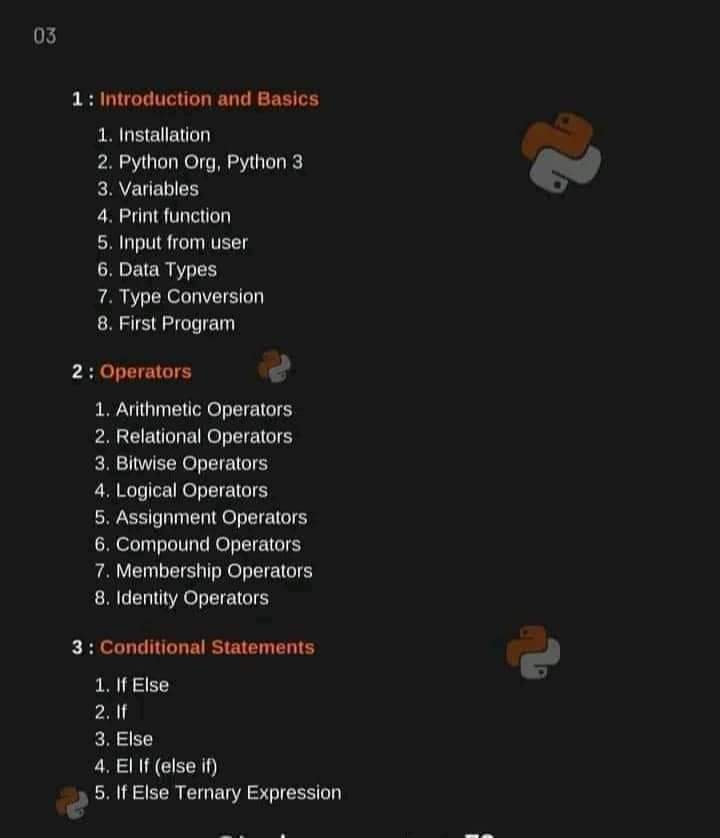 03
1 : Introduction and Basics
1. Installation
2. Python Org, Python 3
3. Variables
4. Print function
5. Input from user
6. Data Types
7. Type Conversion
8. First Program
2 : Operators
1. Arithmetic Operators
2. Relational Operators
3. Bitwise Operators
4. Logical Operators
5. Assignment Operators
6. Compound Operators
7. Membership Operators
8. Identity Operators
3 : Conditional Statements
1. If Else
2. If
3. Else
4. El If (else if)
5. If Else Ternary Expression